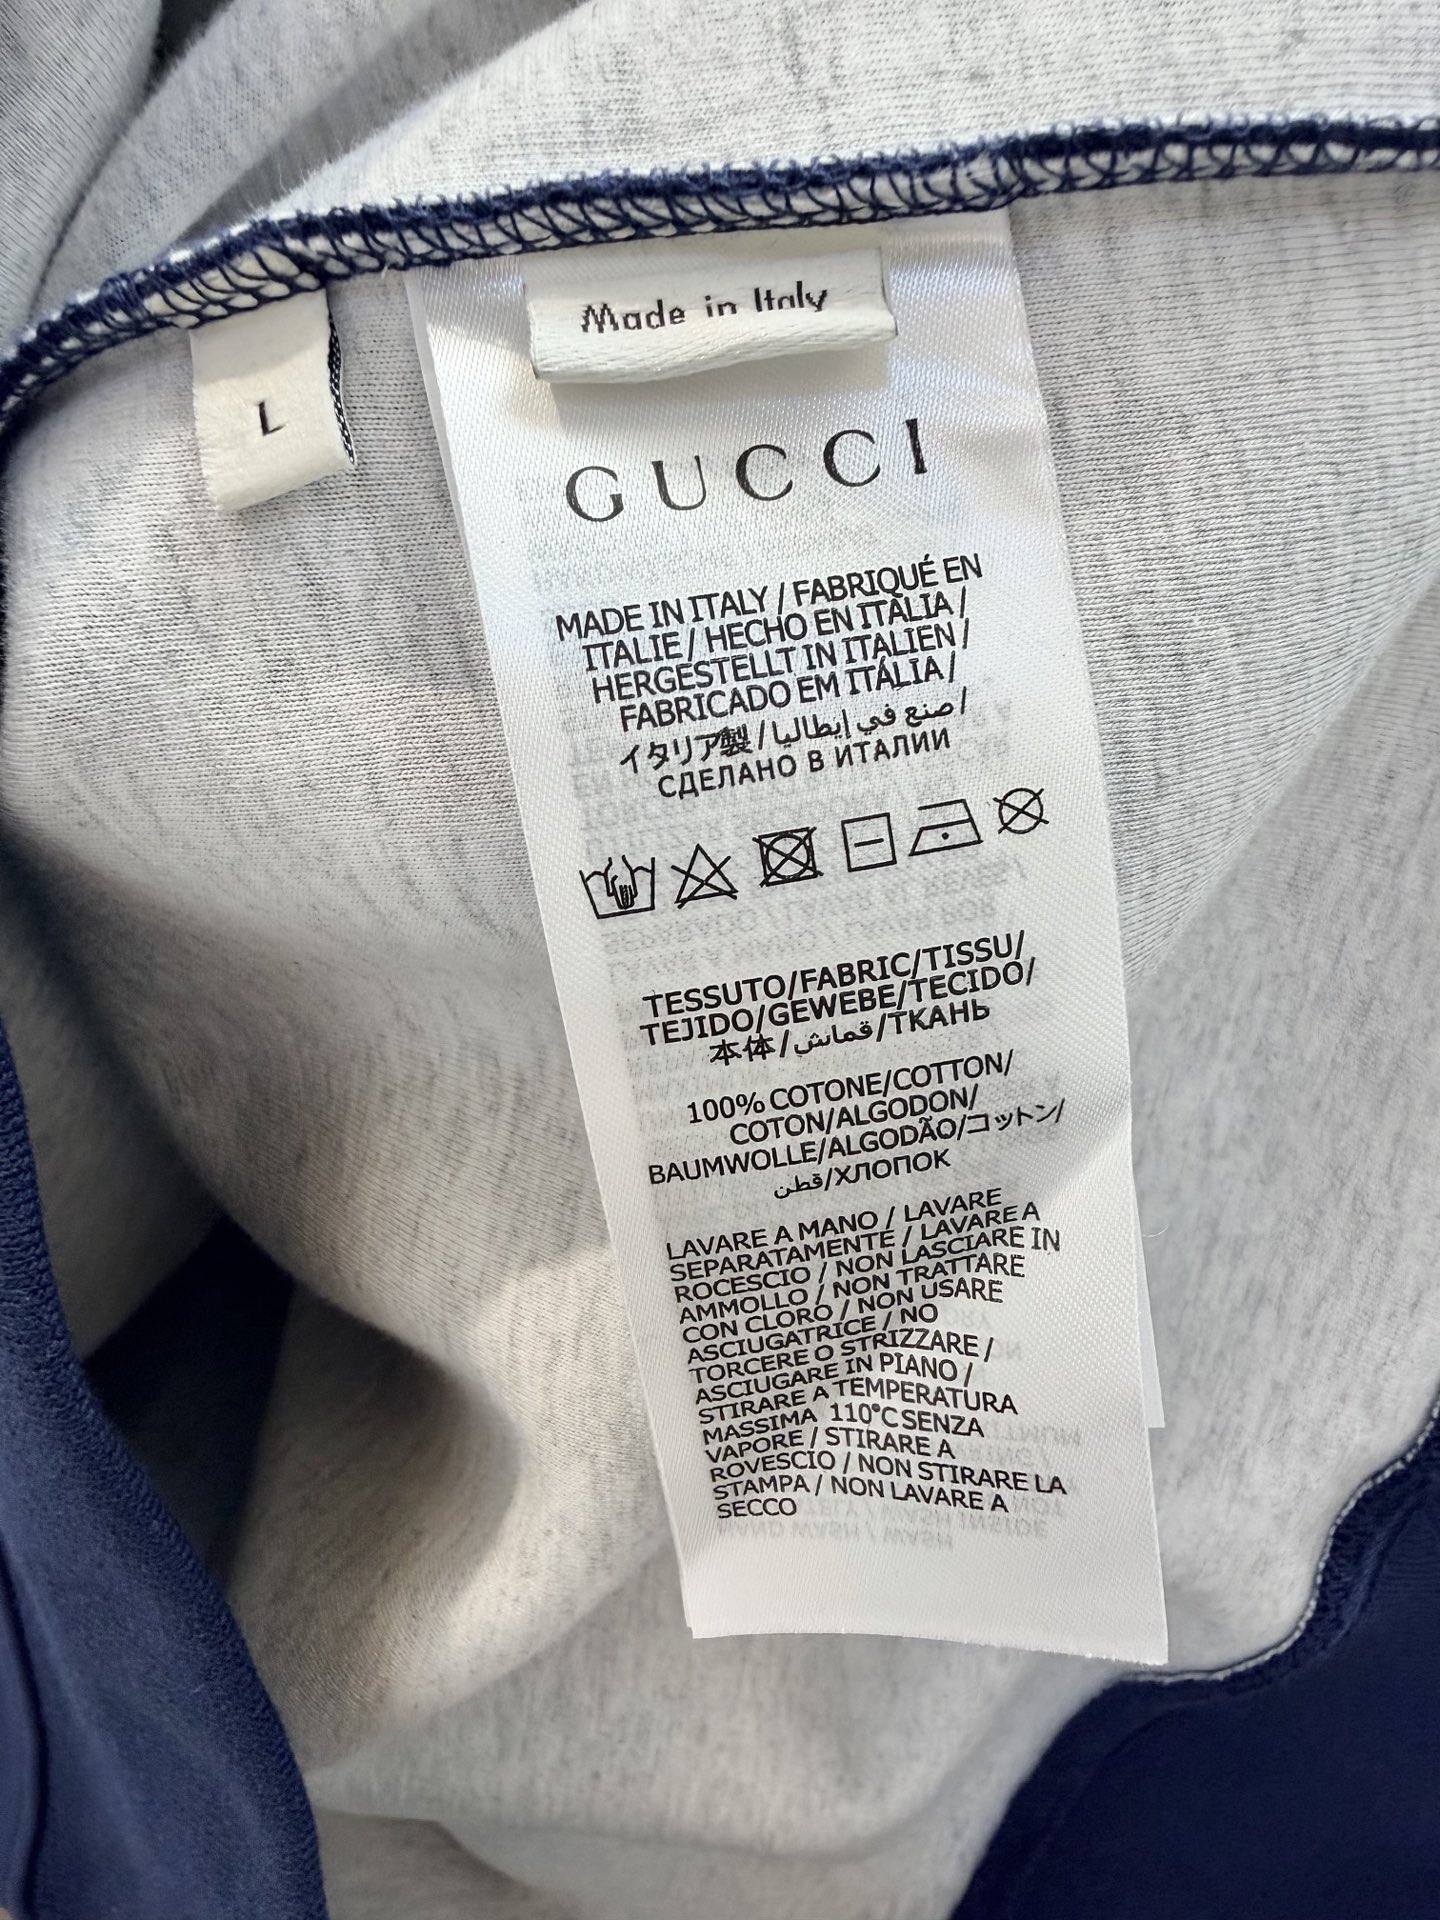 Made in Italy
L
GUCCI
MADE IN ITALY / FABRIQUÉ EN
ITALIE / HECHO EN ITALIA /
HERGESTELLT IN ITALIEN /
FABRICADO EM ITÁLIA /
イタリア製 / صنع في إيطاليا /
СДЕЛАНО В ИТАЛИИ
TESSUTO/FABRIC/TISSU/
TEJIDO/GEWEBE/TECIDO/
本体/قماش/ТКАНЬ
100% COTONE/COTTON/
COTON/ALGODON/
BAUMWOLLE/ALGODÃO/コットン/
قطن/ХЛОПОК
LAVARE A MANO / LAVARE
SEPARATAMENTE / LAVARE A
ROCESCIO / NON LASCIARE IN
AMMOLLO / NON TRATTARE
CON CLORO / NON USARE
ASCIUGATRICE / NO
TORCERE O STRIZZARE /
ASCIUGARE IN PIANO /
STIRARE A TEMPERATURA
MASSIMA 110°C SENZA
VAPORE / STIRARE A
ROVESCIO / NON STIRARE LA
STAMPA / NON LAVARE A
SECCO